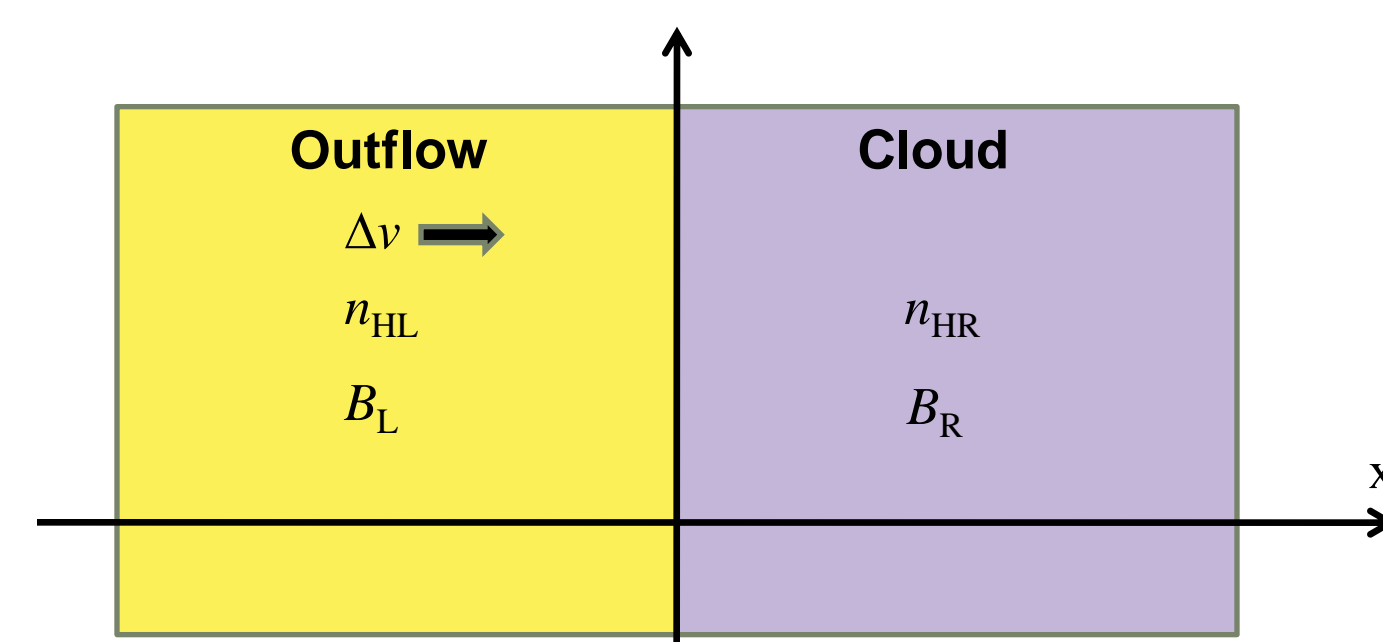 Outflow
Cloud
Δv
n_HL
n_HR
B_L
B_R
x